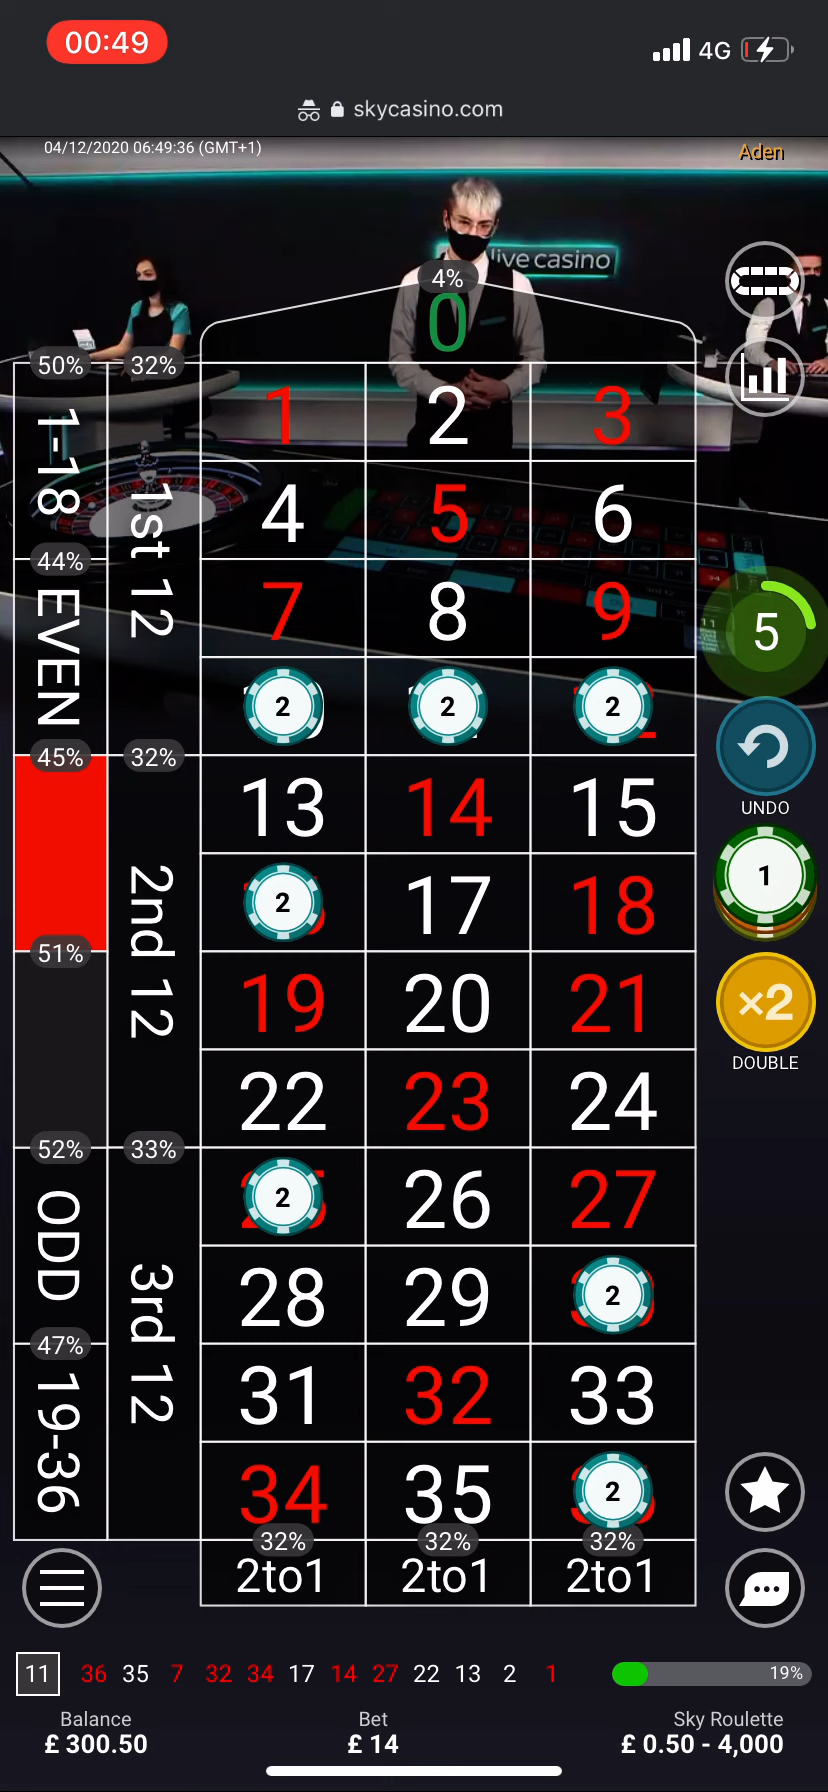 00:49
4G
skycasino.com
04/12/2020 06:49:36 (GMT+1)
Aden
live casino
4%
0
50%
32%
1-18
1st 12
1
2
3
4
5
6
44%
EVEN
7
8
9
5
2
2
2
45%
32%
UNDO
2nd 12
13
14
15
2
17
18
1
51%
19
20
21
×2
DOUBLE
22
23
24
52%
33%
ODD
3rd 12
2
26
27
28
29
2
47%
19-36
31
32
33
34
35
2
32%
32%
32%
2to1
2to1
2to1
11 36 35 7 32 34 17 14 27 22 13 2 1
19%
Balance
Bet
Sky Roulette
£ 300.50
£ 14
£ 0.50 - 4,000